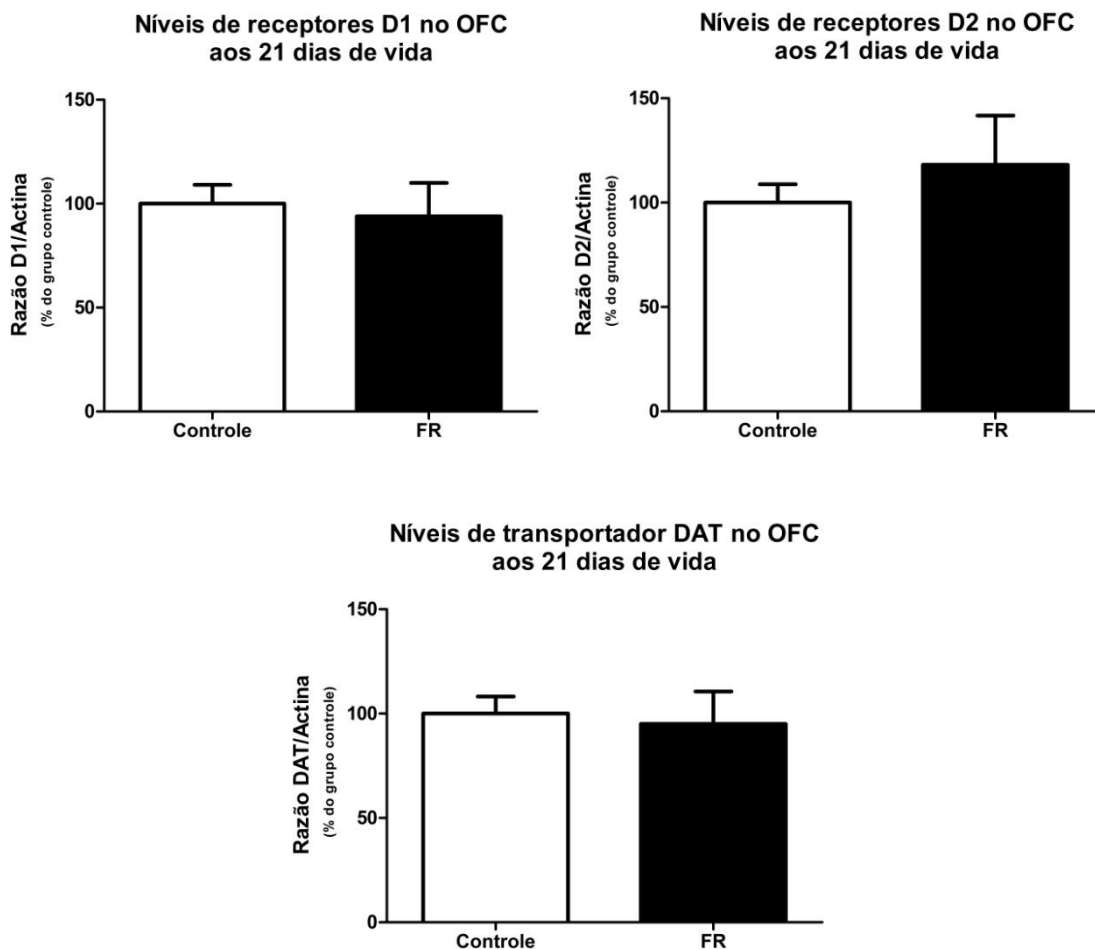 Níveis de receptores D1 no OFC
aos 21 dias de vida
Razão D1/Actina
(% do grupo controle)
150
100
50
0
Controle
FR
Níveis de receptores D2 no OFC
aos 21 dias de vida
Razão D2/Actina
(% do grupo controle)
150
100
50
0
Controle
FR
Níveis de transportador DAT no OFC
aos 21 dias de vida
Razão DAT/Actina
(% do grupo controle)
150
100
50
0
Controle
FR